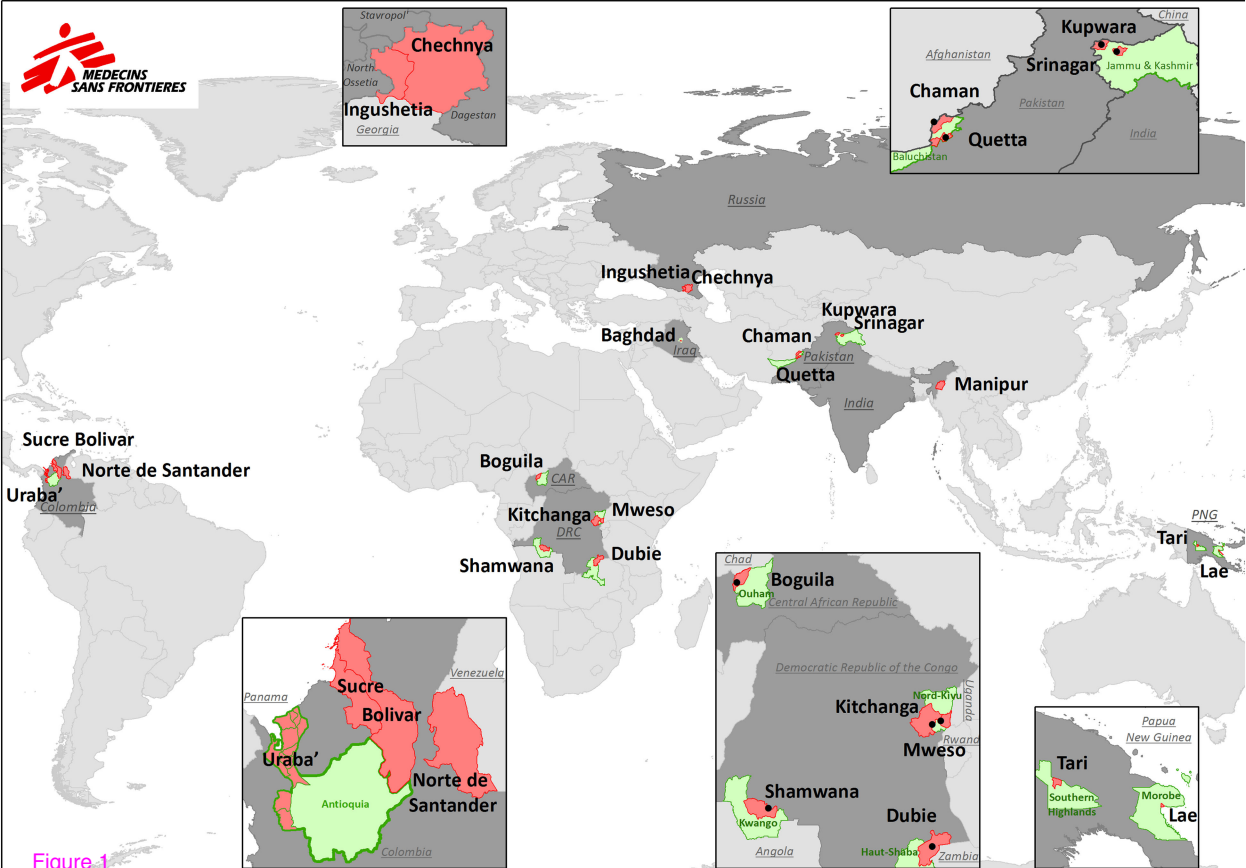 MEDECINS
SANS FRONTIERES
Stavropol'
Chechnya
North
Ossetia
Ingushetia
Georgia
Dagestan
China
Kupwara
Afghanistan
Srinagar
Jammu & Kashmir
Chaman
Pakistan
India
Quetta
Baluchistan
Russia
Ingushetia
Chechnya
Kupwara
Srinagar
Baghdad
Iraq
Chaman
Pakistan
Quetta
Manipur
India
Sucre Bolivar
Norte de Santander
Uraba’
Colombia
Boguila
CAR
Kitchanga
Mweso
DRC
Dubie
Shamwana
PNG
Tari
Lae
Venezuela
Panama
Sucre
Bolivar
Uraba’
Norte de
Santander
Antioquia
Colombia
Chad
Boguila
Ouham
Central African Republic
Democratic Republic of the Congo
Nord-Kivu
Uganda
Kitchanga
Rwand
Mweso
Shamwana
Kwango
Dubie
Haut-Shaba
Angola
Zambia
Papua
New Guinea
Tari
Southern
Highlands
Morobe
Lae
Figure 1